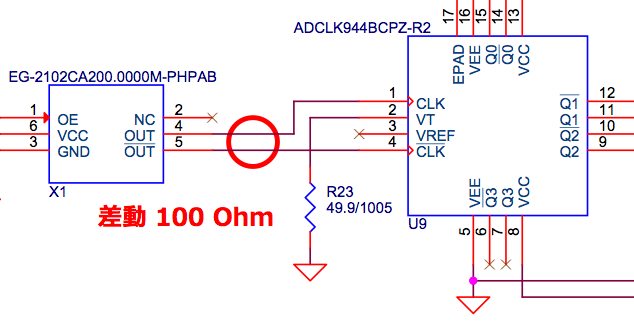 17 16 15 14 13
ADCLK944BCPZ-R2
EPAD VEE Q0 Q0 VCC
EG-2102CA200.0000M-PHPAB
1 OE NC 2
6 VCC OUT 4
3 GND OUT 5
X1
1 CLK Q1 12
2 VT Q1 11
3 VREF Q2 10
4 CLK Q2 9
R23
49.9/1005
差動 100 Ohm
VEE Q3 Q3 VCC
U9
5 6 7 8